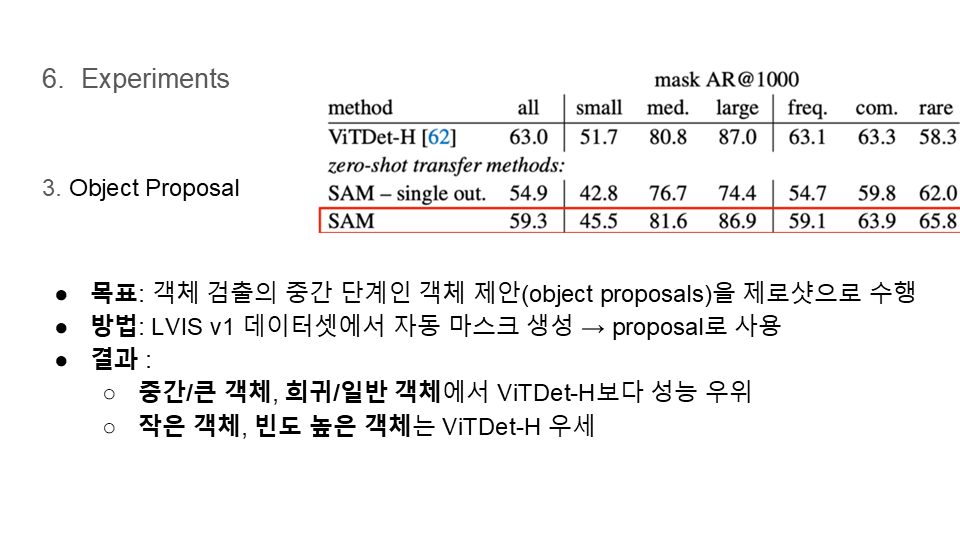 6. Experiments
mask AR@1000
method all small med. large freq. com. rare
ViTDet-H [62] 63.0 51.7 80.8 87.0 63.1 63.3 58.3
zero-shot transfer methods:
SAM – single out. 54.9 42.8 76.7 74.4 54.7 59.8 62.0
SAM 59.3 45.5 81.6 86.9 59.1 63.9 65.8
3. Object Proposal
● 목표: 객체 검출의 중간 단계인 객체 제안(object proposals)을 제로샷으로 수행
● 방법: LVIS v1 데이터셋에서 자동 마스크 생성 → proposal로 사용
● 결과 :
○ 중간/큰 객체, 희귀/일반 객체에서 ViTDet-H보다 성능 우위
○ 작은 객체, 빈도 높은 객체는 ViTDet-H 우세